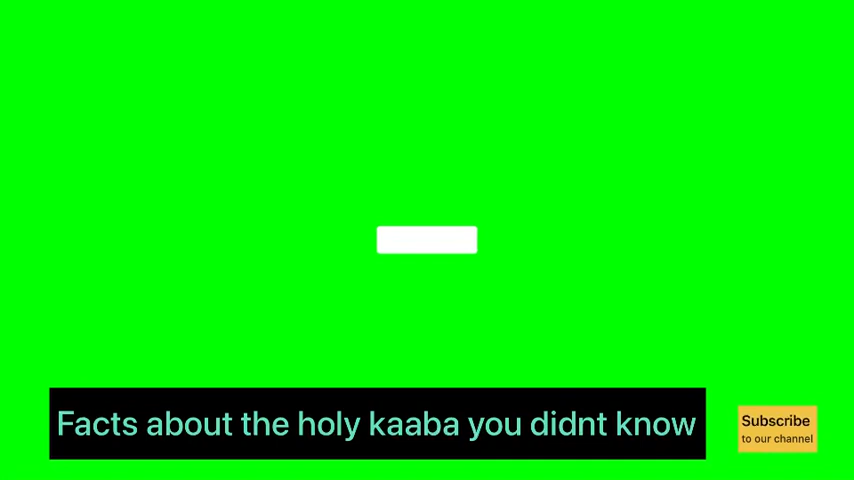 Facts about the holy kaaba you didnt know
Subscribe
to our channel